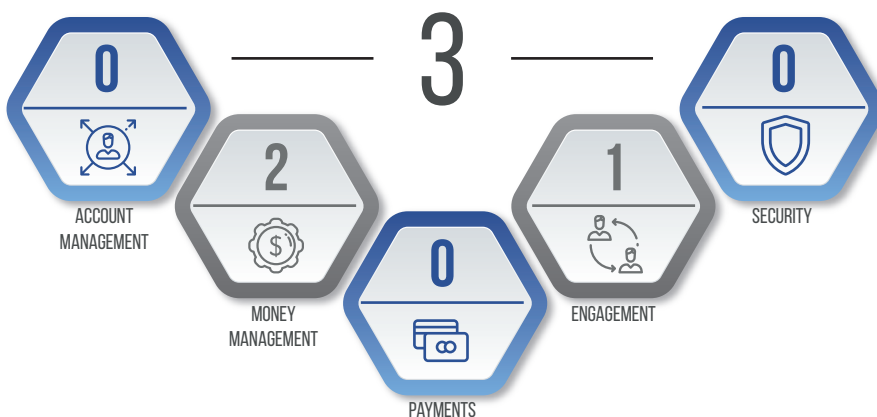 3
0
ACCOUNT
MANAGEMENT
2
$
MONEY
MANAGEMENT
0
PAYMENTS
1
ENGAGEMENT
0
SECURITY